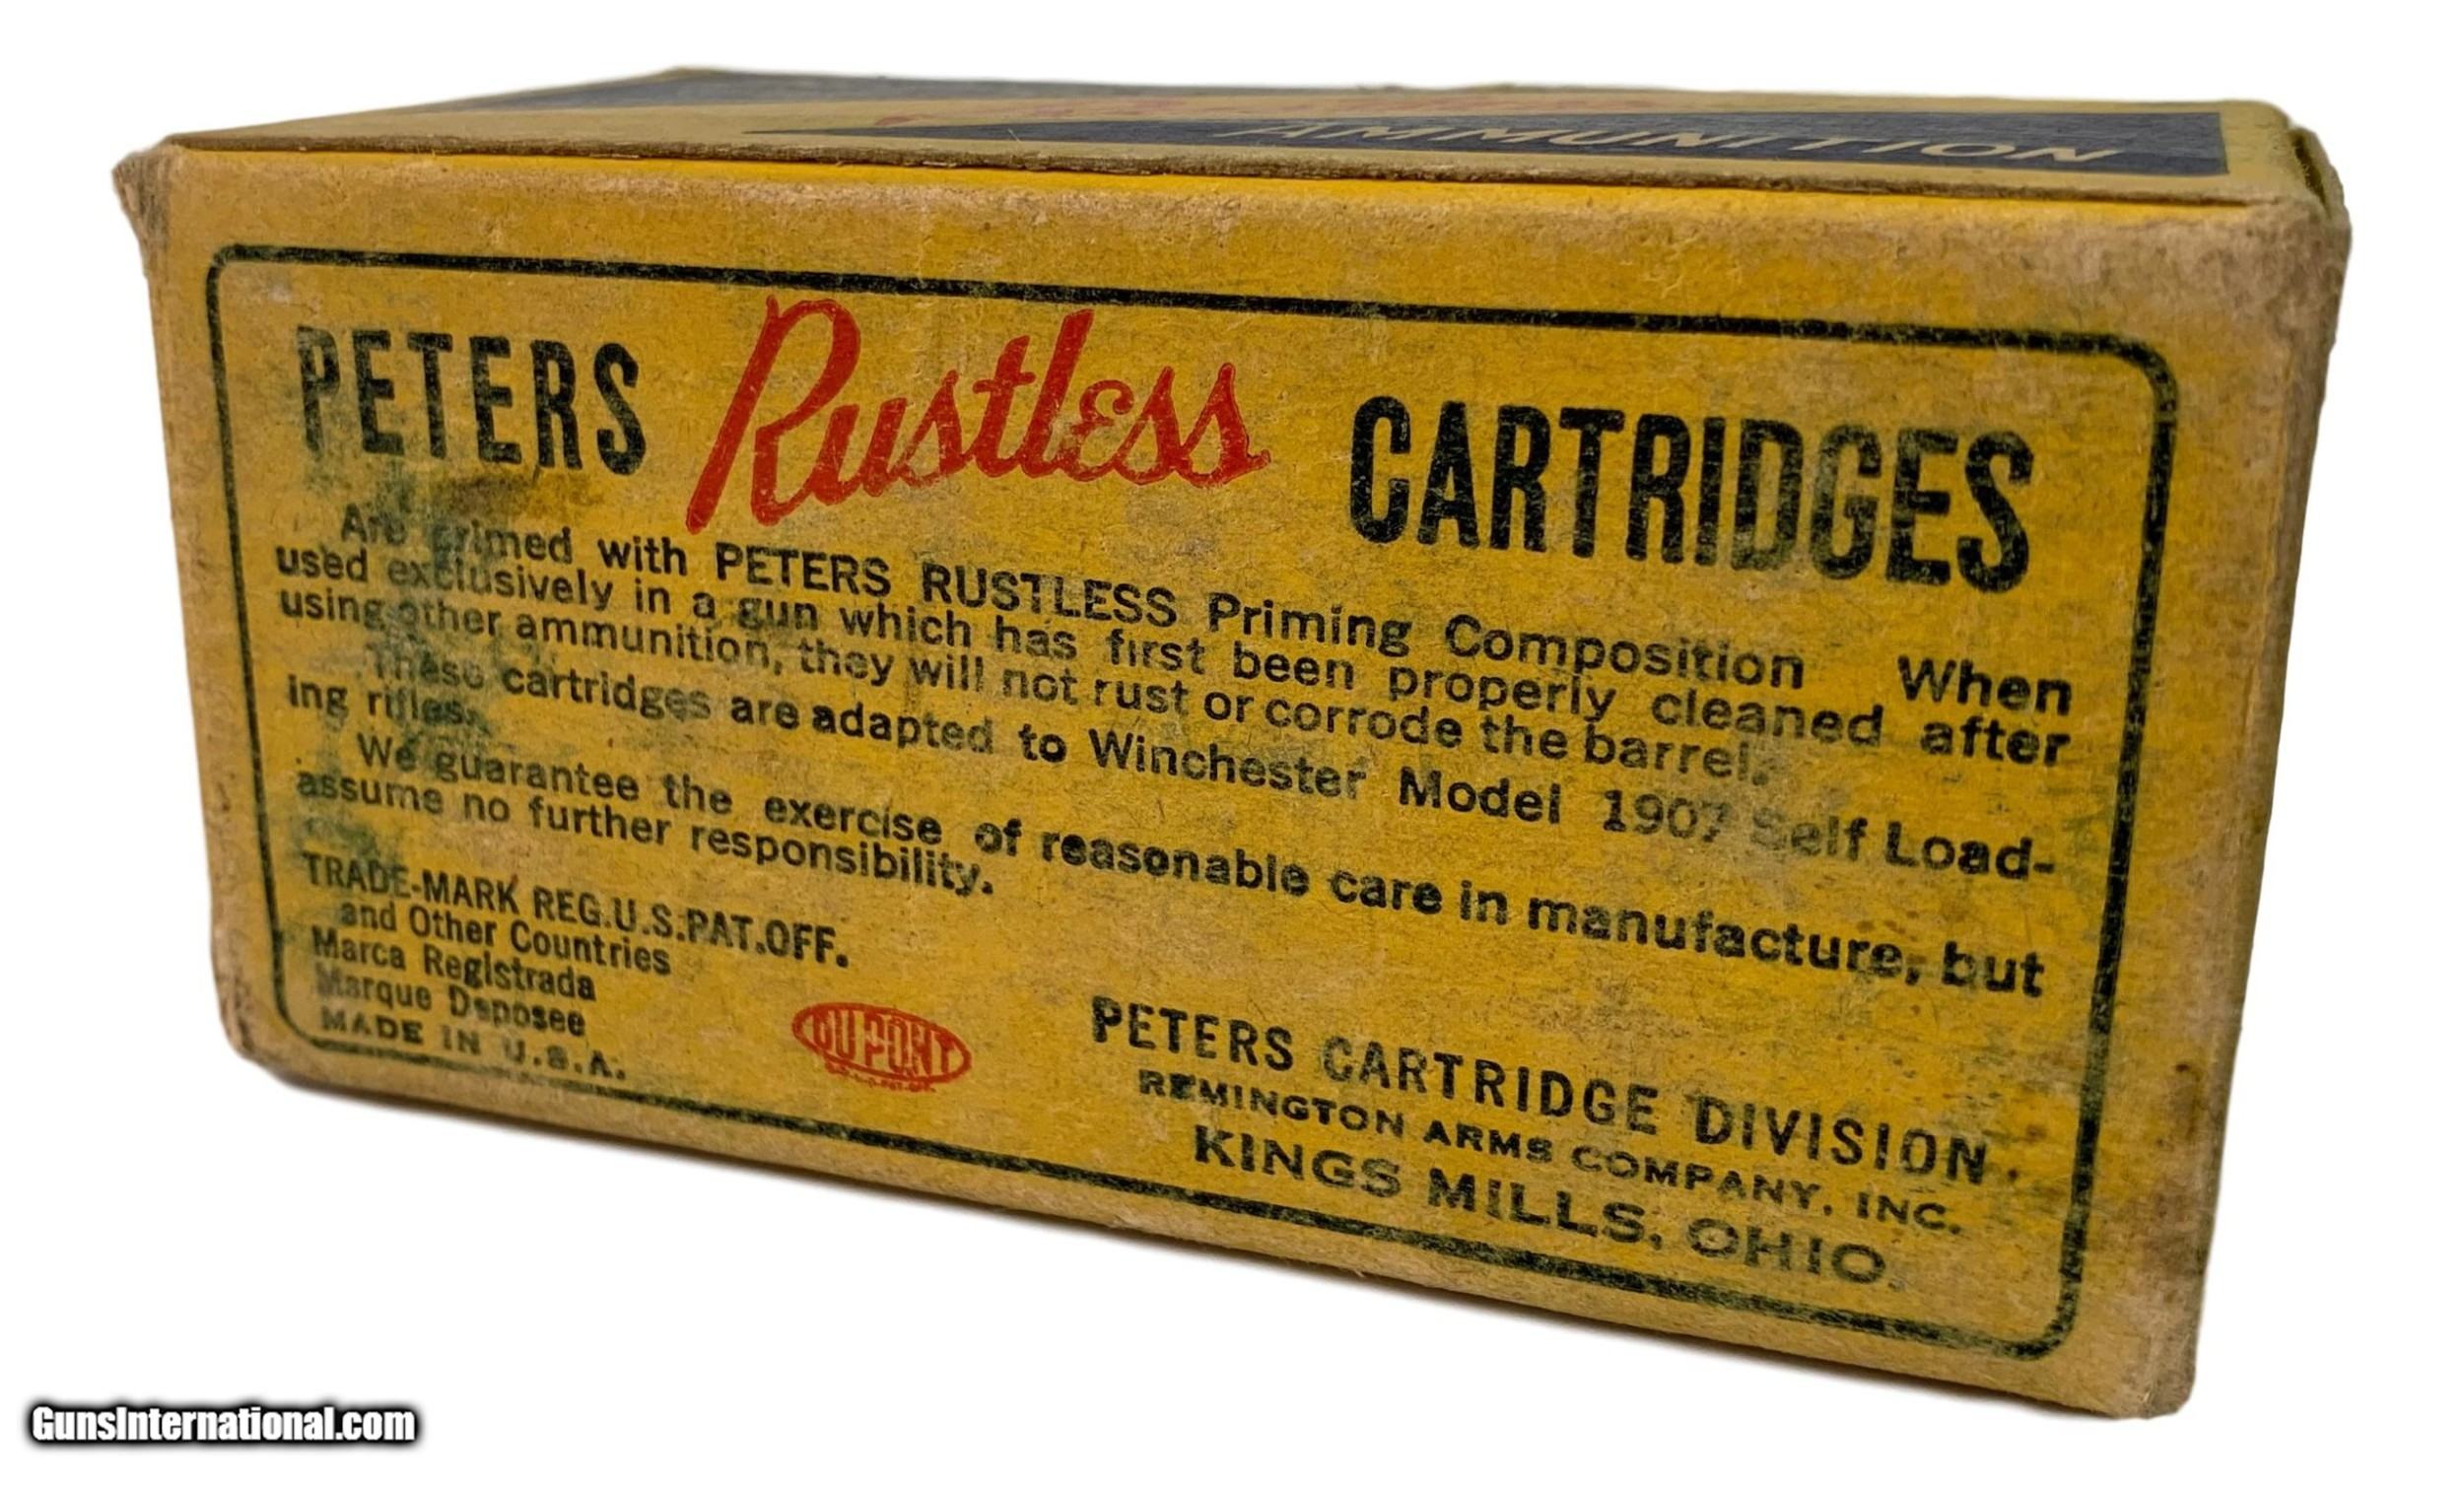 AMMUNITION
PETERS Rustless CARTRIDGES
Are primed with PETERS RUSTLESS Priming Composition When
used exclusively in a gun which has first been properly cleaned after
using other ammunition, they will not rust or corrode the barrel.
These cartridges are adapted to Winchester Model 1907 Self Load-
ing rifles.
We guarantee the exercise of reasonable care in manufacture, but
assume no further responsibility.
TRADE-MARK REG.U.S.PAT.OFF.
and Other Countries
Marca Registrada
Marque Deposee
MADE IN U.S.A.
DU PONT
PETERS CARTRIDGE DIVISION.
REMINGTON ARMS COMPANY, INC.
KINGS MILLS, OHIO.
GunsInternational.com